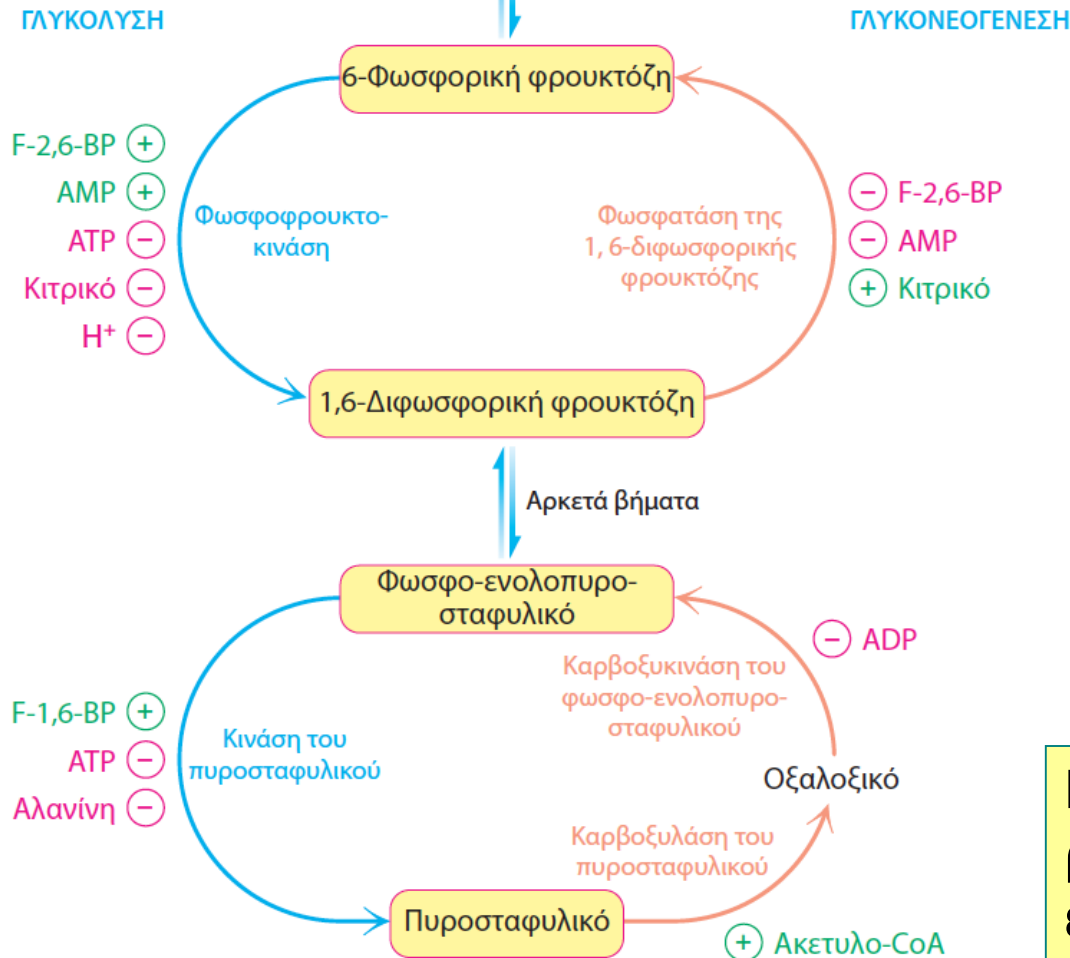 ΓΛΥΚΟΛΥΣΗ
ΓΛΥΚΟΝΕΟΓΕΝΕΣΗ
6-Φωσφορική φρουκτόζη
F-2,6-BP +
AMP +
ATP −
Κιτρικό −
H⁺ −
Φωσφοφρουκτο-
κινάση
Φωσφατάση της
1, 6-διφωσφορικής
φρουκτόζης
− F-2,6-BP
− AMP
+ Κιτρικό
1,6-Διφωσφορική φρουκτόζη
Αρκετά βήματα
Φωσφο-ενολοπυρο-
σταφυλικό
− ADP
Καρβοξυκινάση του
φωσφο-ενολοπυρο-
σταφυλικού
F-1,6-BP +
ATP −
Αλανίνη −
Κινάση του
πυροσταφυλικού
Οξαλοξικό
Καρβοξυλάση του
πυροσταφυλικού
Πυροσταφυλικό
+ Ακετυλο-CoA